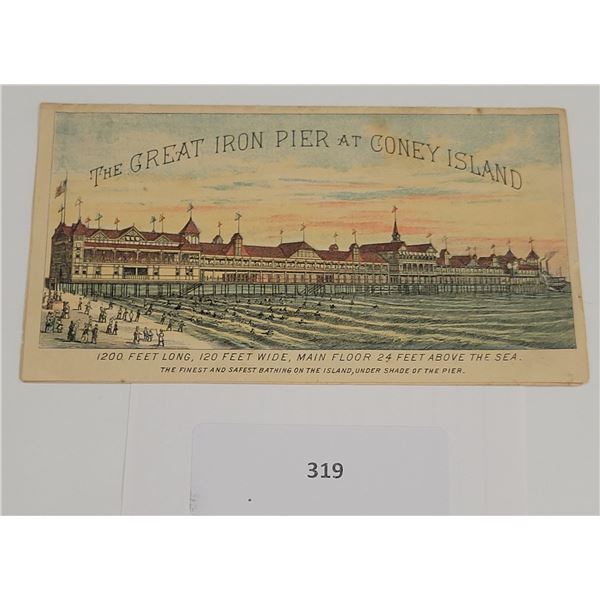 THE GREAT IRON PIER AT CONEY ISLAND
1200 FEET LONG, 120 FEET WIDE, MAIN FLOOR 24 FEET ABOVE THE SEA.
THE FINEST AND SAFEST BATHING ON THE ISLAND, UNDER SHADE OF THE PIER.
319